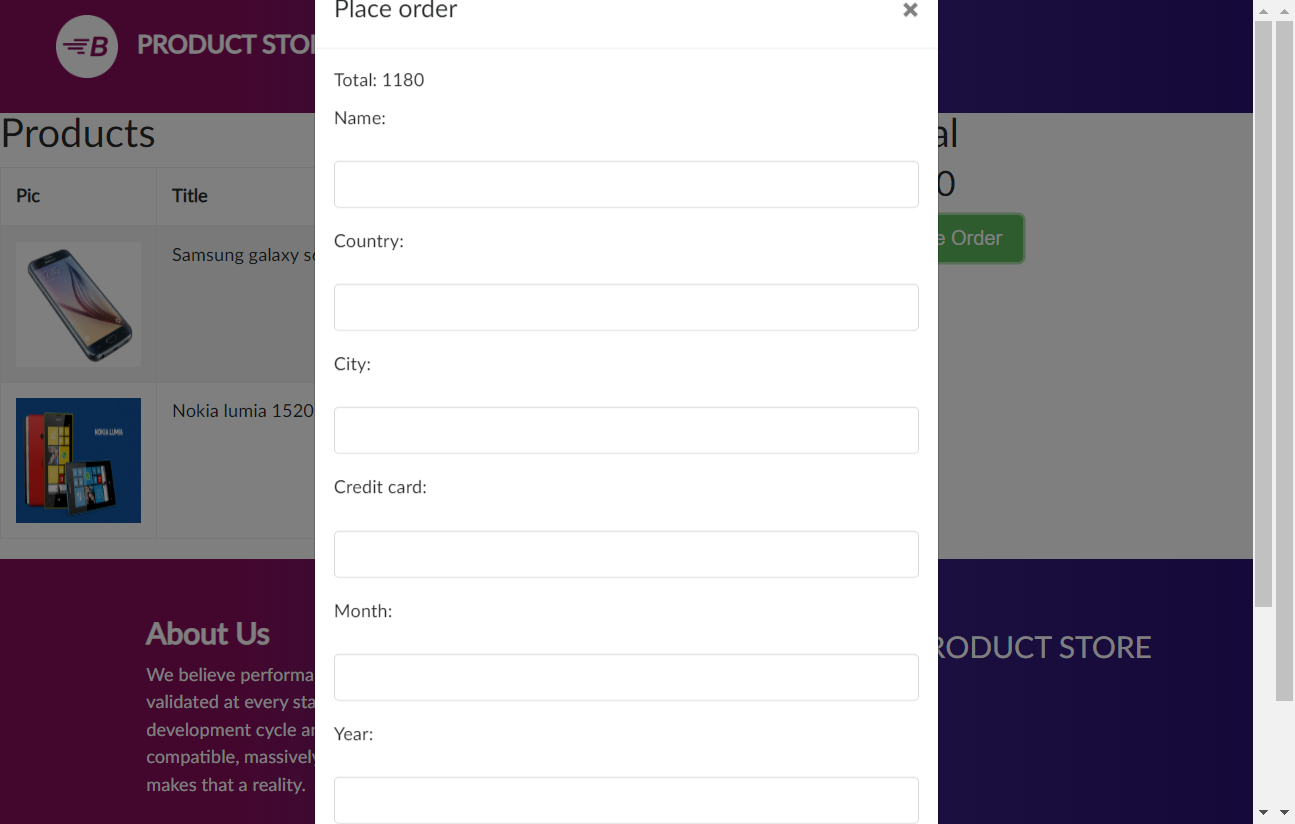 Place order
×
B
PRODUCT STO
Products
al
Total: 1180
0
Name:
Pic
Title
e Order
Samsung galaxy s
Country:
City:
Nokia lumia 1520
NOKIA LUMIA
Credit card:
Month:
About Us
RODUCT STORE
We believe performa
validated at every sta
development cycle a
Year:
compatible, massively
makes that a reality.